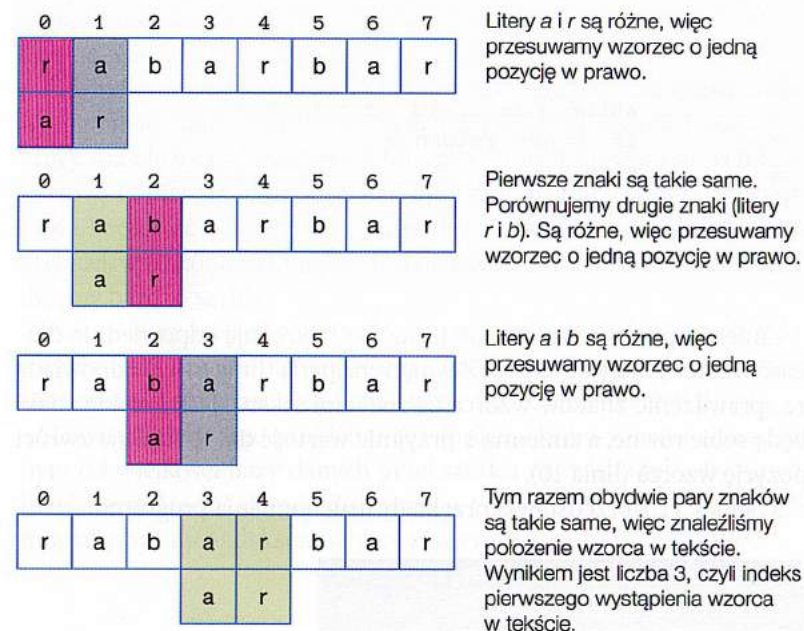 0 1 2 3 4 5 6 7
r a b a r b a r
a r
Litery a i r są różne, więc
przesuwamy wzorzec o jedną
pozycję w prawo.
0 1 2 3 4 5 6 7
r a b a r b a r
a r
Pierwsze znaki są takie same.
Porównujemy drugie znaki (litery
r i b). Są różne, więc przesuwamy
wzorzec o jedną pozycję w prawo.
0 1 2 3 4 5 6 7
r a b a r b a r
a r
Litery a i b są różne, więc
przesuwamy wzorzec o jedną
pozycję w prawo.
0 1 2 3 4 5 6 7
r a b a r b a r
a r
Tym razem obydwie pary znaków
są takie same, więc znaleźliśmy
położenie wzorca w tekście.
Wynikiem jest liczba 3, czyli indeks
pierwszego wystąpienia wzorca
w tekście.